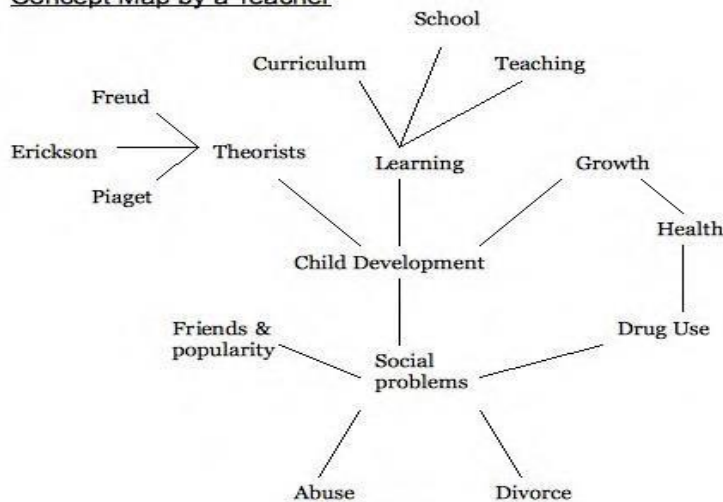 Concept Map by a Teacher
School
Curriculum
Teaching
Freud
Erickson
Theorists
Learning
Growth
Piaget
Health
Child Development
Friends &
popularity
Drug Use
Social
problems
Abuse
Divorce